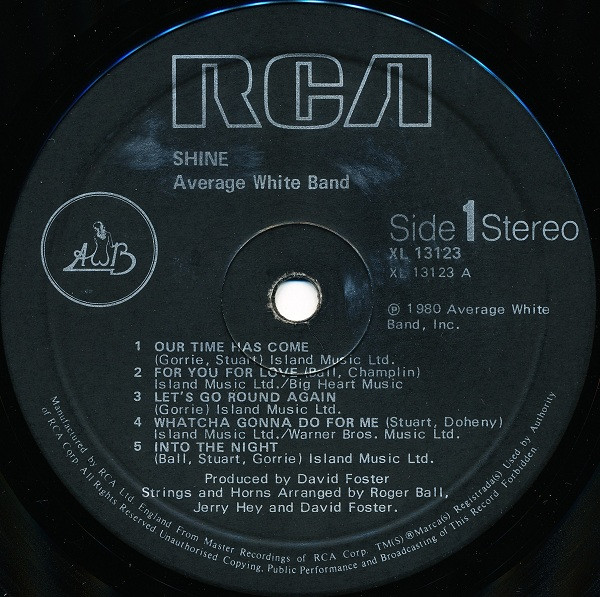 RCA
SHINE
Average White Band
AWB
Side 1 Stereo
XL 13123
XL 13123 A
℗ 1980 Average White
Band, Inc.
1 OUR TIME HAS COME
(Gorrie, Stuart) Island Music Ltd.
2 FOR YOU FOR LOVE (Ball, Champlin)
Island Music Ltd./Big Heart Music
3 LET'S GO ROUND AGAIN
(Gorrie) Island Music Ltd.
4 WHATCHA GONNA DO FOR ME (Stuart, Doheny)
Island Music Ltd./Warner Bros. Music Ltd.
5 INTO THE NIGHT
(Ball, Stuart, Gorrie) Island Music Ltd.
Produced by David Foster
Strings and Horns Arranged by Roger Ball,
Jerry Hey and David Foster.
Manufactured by RCA Ltd. England From Master Recordings of RCA Corp. TM(S) ® Marca(s) Registrada(s) Used by Authority
of RCA Corp. All Rights Reserved Unauthorised Copying, Public Performance and Broadcasting of This Record Forbidden